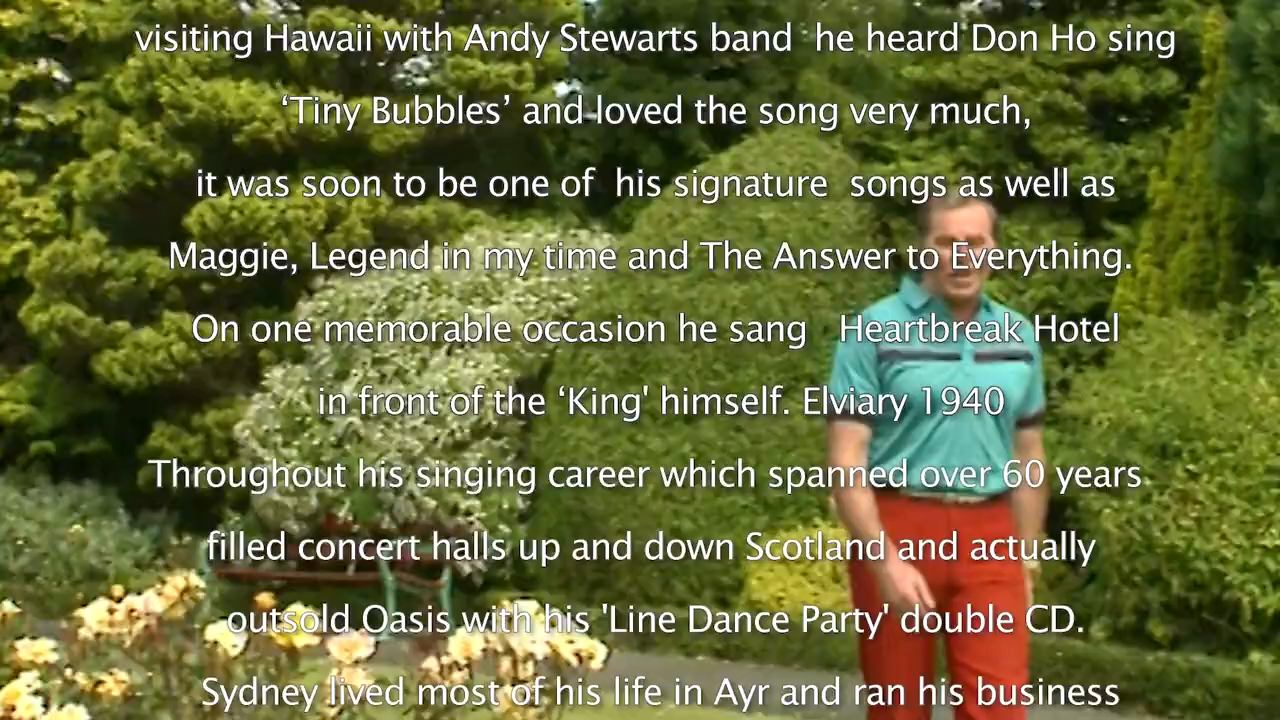 visiting Hawaii with Andy Stewarts band  he heard Don Ho sing
‘Tiny Bubbles’ and loved the song very much,
it was soon to be one of  his signature  songs as well as
Maggie, Legend in my time and The Answer to Everything.
On one memorable occasion he sang   Heartbreak Hotel
in front of the ‘King' himself. Elviary 1940
Throughout his singing career which spanned over 60 years
filled concert halls up and down Scotland and actually
outsold Oasis with his 'Line Dance Party' double CD.
Sydney lived most of his life in Ayr and ran his business